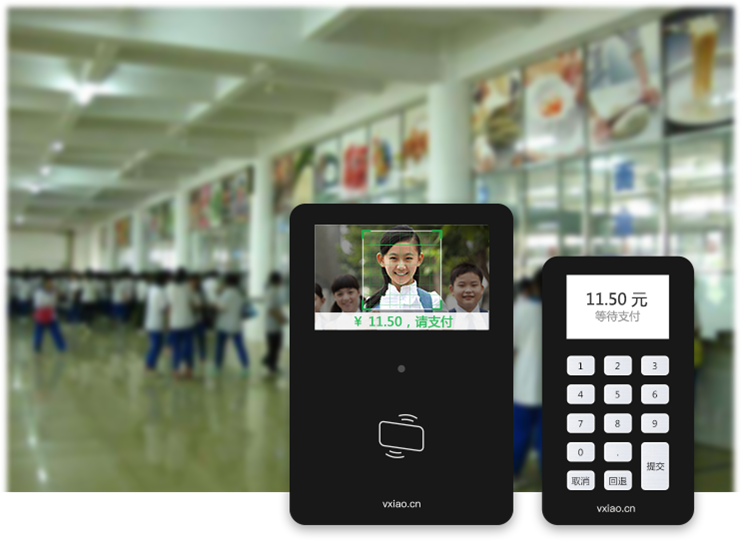 ¥ 11.50，请支付
vxiao.cn
11.50 元
等待支付
1 2 3
4 5 6
7 8 9
0 . 提交
取消 回退
vxiao.cn